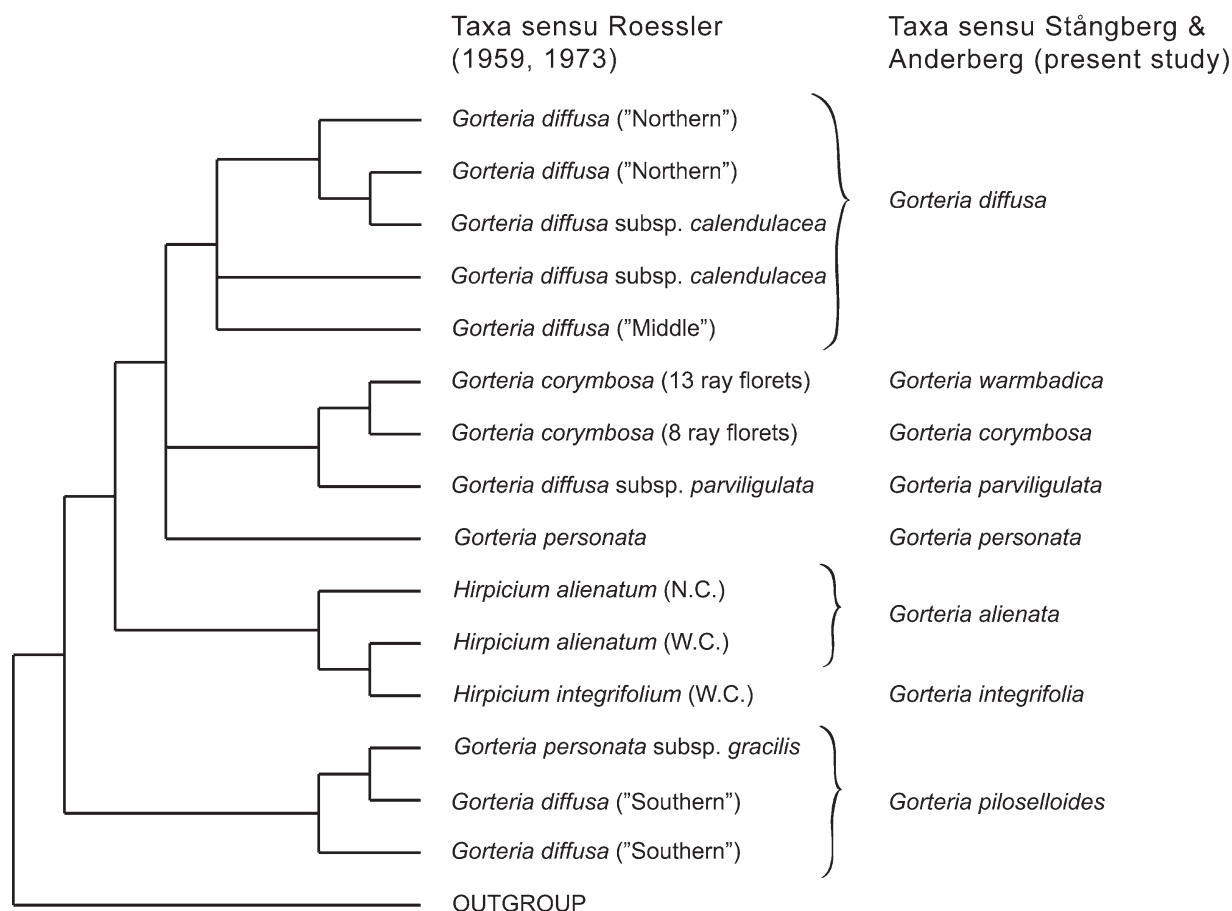 Taxa sensu Roessler
(1959, 1973)
Taxa sensu Stångberg &
Anderberg (present study)
Gorteria diffusa (”Northern”)
Gorteria diffusa (”Northern”)
Gorteria diffusa subsp. calendulacea
Gorteria diffusa subsp. calendulacea
Gorteria diffusa (”Middle”)
Gorteria diffusa
Gorteria corymbosa (13 ray florets)
Gorteria warmbadica
Gorteria corymbosa (8 ray florets)
Gorteria corymbosa
Gorteria diffusa subsp. parviligulata
Gorteria parviligulata
Gorteria personata
Gorteria personata
Hirpicium alienatum (N.C.)
Hirpicium alienatum (W.C.)
Gorteria alienata
Hirpicium integrifolium (W.C.)
Gorteria integrifolia
Gorteria personata subsp. gracilis
Gorteria diffusa (”Southern”)
Gorteria diffusa (”Southern”)
Gorteria piloselloides
OUTGROUP